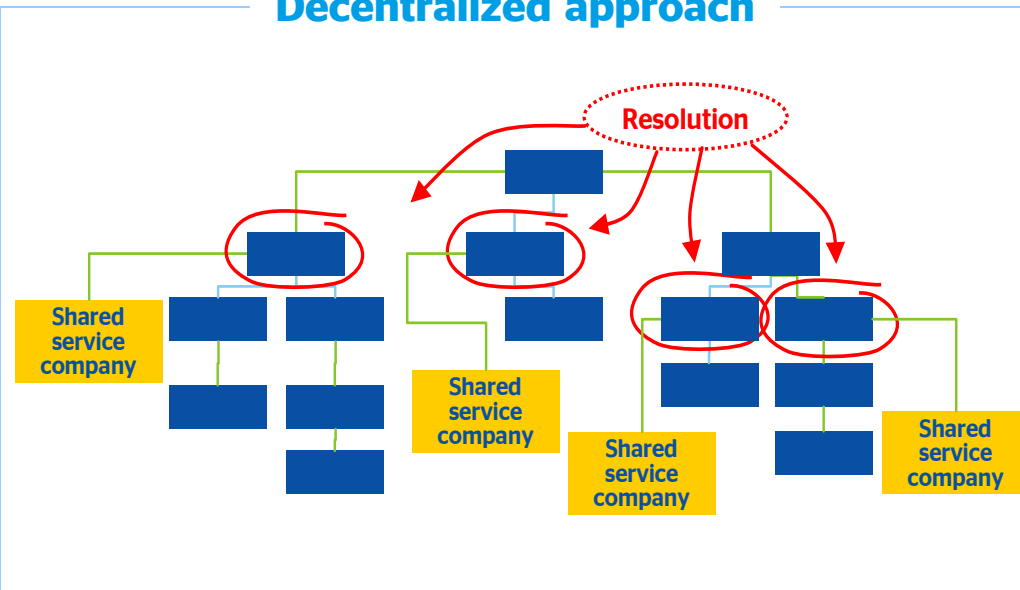 Decentralized approach
Resolution
Shared
service
company
Shared
service
company
Shared
service
company
Shared
service
company